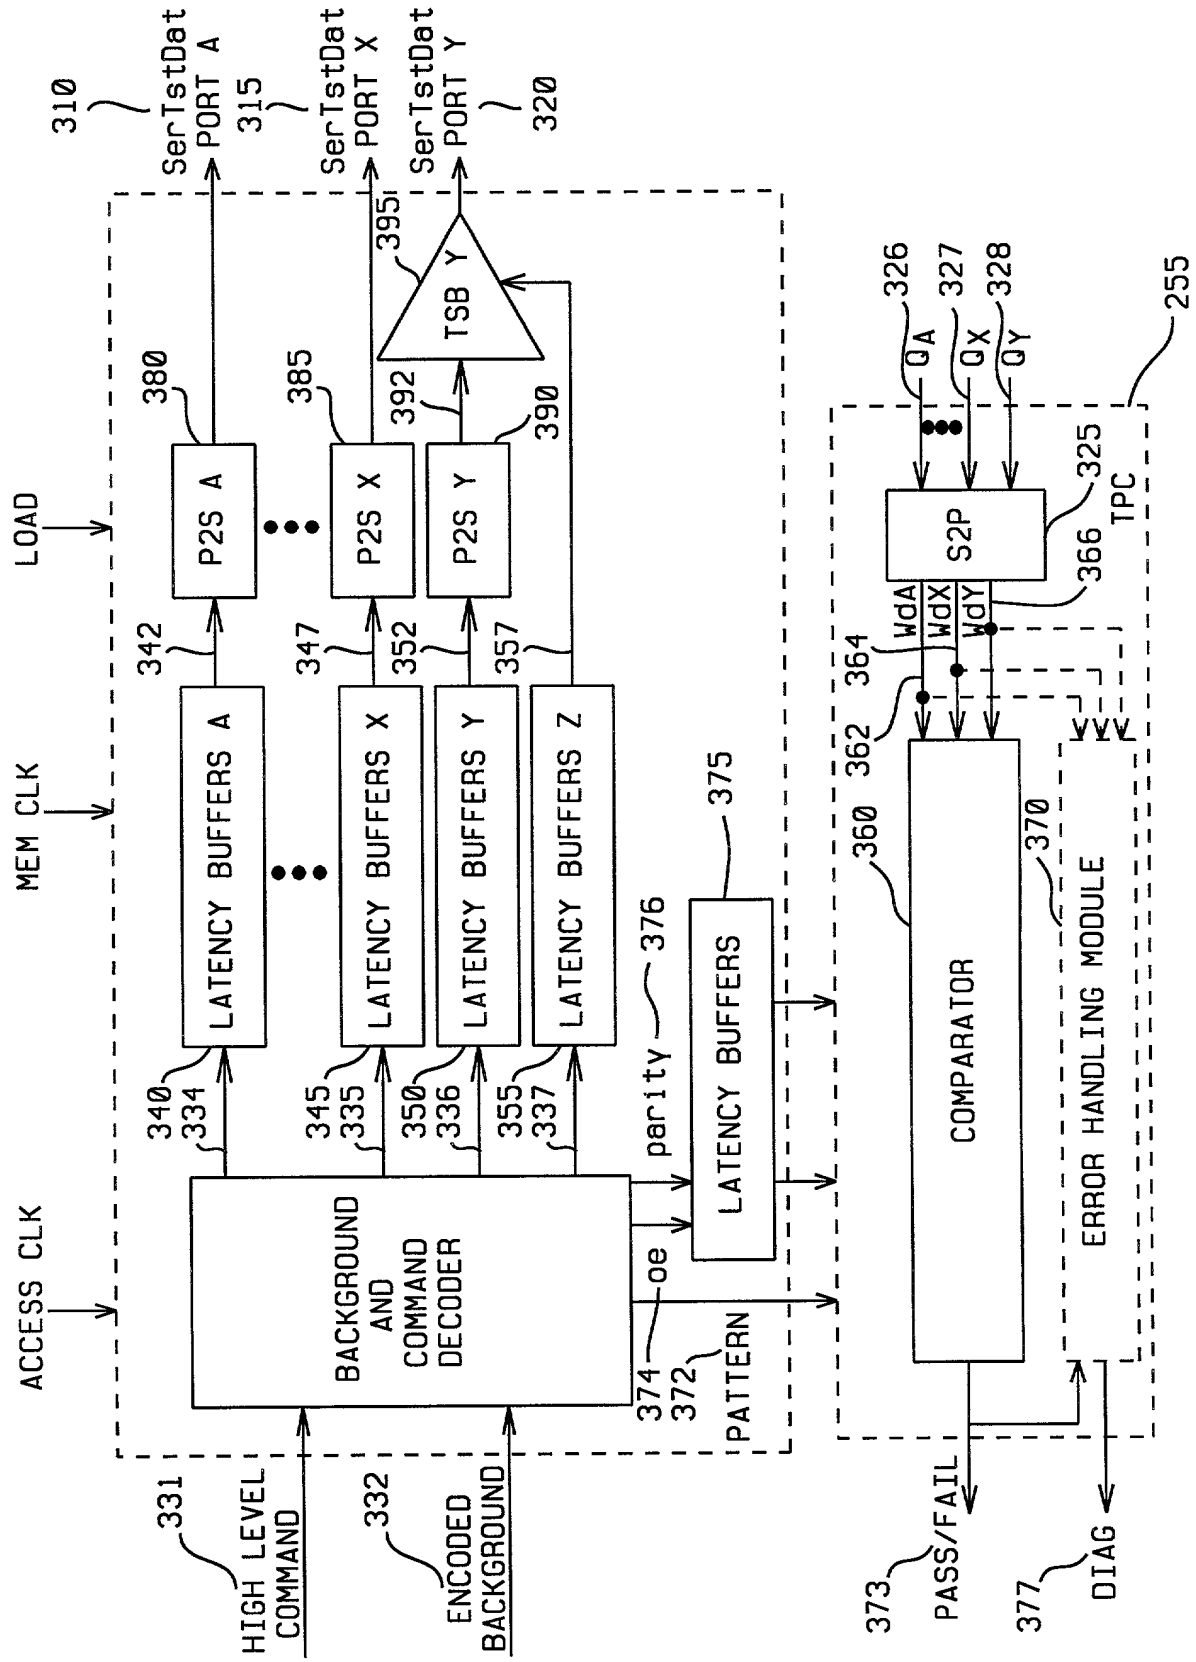 ACCESS CLK
MEM CLK
LOAD
331
HIGH LEVEL
COMMAND
332
ENCODED
BACKGROUND
BACKGROUND
AND
COMMAND
DECODER
340
334
LATENCY BUFFERS A
342
380
P2S A
310
SerTstDat
PORT A
345
335
LATENCY BUFFERS X
347
385
P2S X
315
SerTstDat
PORT X
350
336
LATENCY BUFFERS Y
352
P2S Y
390
392
TSB Y
395
SerTstDat
PORT Y
320
355
337
LATENCY BUFFERS Z
357
parity
376
LATENCY BUFFERS
375
374
oe
372
PATTERN
360
COMPARATOR
362
364
366
WdA
WdX
WdY
S2P
325
TPC
QA
326
QX
327
QY
328
255
370
ERROR HANDLING MODULE
373
PASS/FAIL
377
DIAG